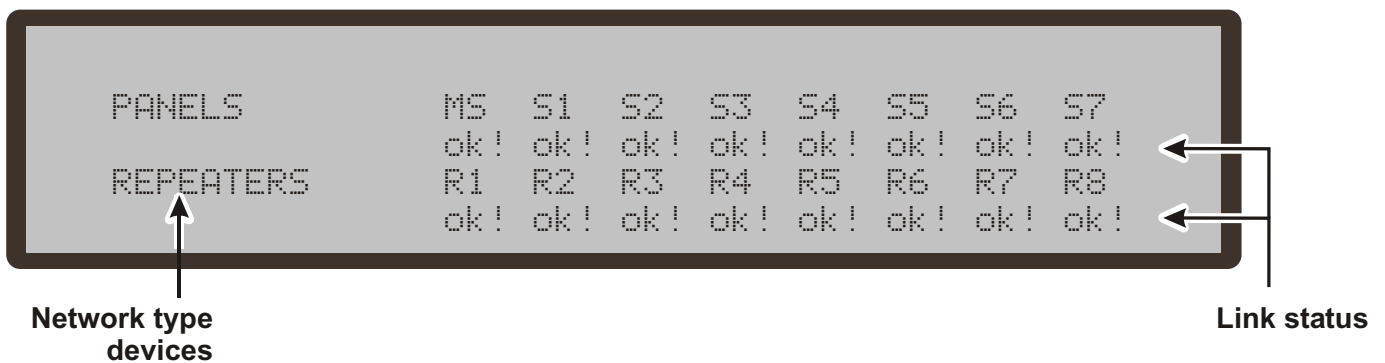 PANELS MS S1 S2 S3 S4 S5 S6 S7
ok! ok! ok! ok! ok! ok! ok! ok!
REPEATERS R1 R2 R3 R4 R5 R6 R7 R8
ok! ok! ok! ok! ok! ok! ok! ok!
Network type
devices
Link status